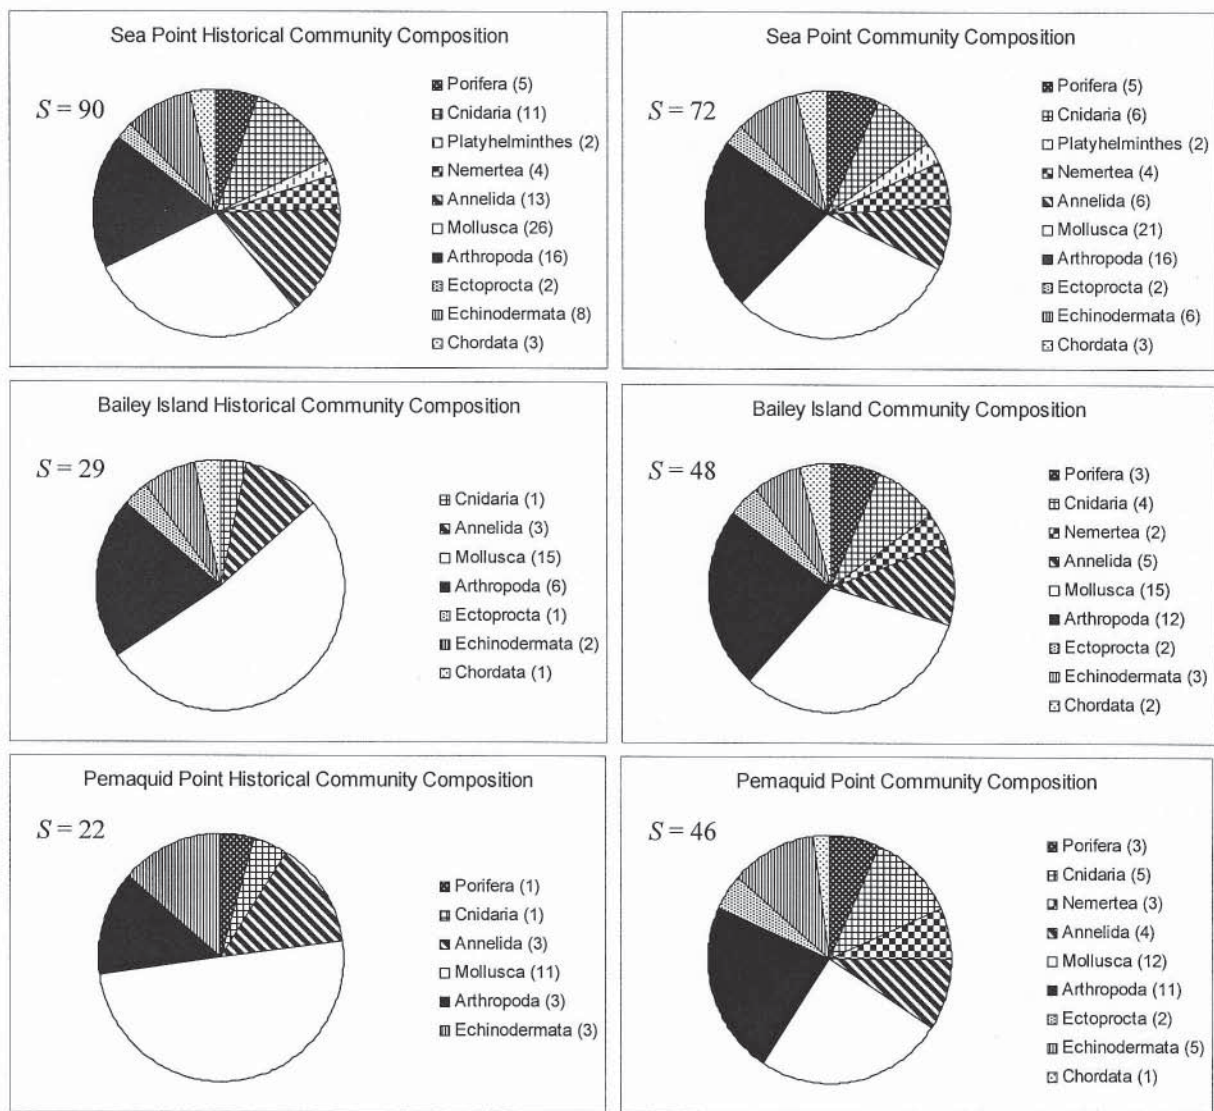 Sea Point Historical Community Composition
S = 90
Porifera (5)
Cnidaria (11)
Platyhelminthes (2)
Nemertea (4)
Annelida (13)
Mollusca (26)
Arthropoda (16)
Ectoprocta (2)
Echinodermata (8)
Chordata (3)
Sea Point Community Composition
S = 72
Porifera (5)
Cnidaria (6)
Platyhelminthes (2)
Nemertea (4)
Annelida (6)
Mollusca (21)
Arthropoda (16)
Ectoprocta (2)
Echinodermata (6)
Chordata (3)
Bailey Island Historical Community Composition
S = 29
Cnidaria (1)
Annelida (3)
Mollusca (15)
Arthropoda (6)
Ectoprocta (1)
Echinodermata (2)
Chordata (1)
Bailey Island Community Composition
S = 48
Porifera (3)
Cnidaria (4)
Nemertea (2)
Annelida (5)
Mollusca (15)
Arthropoda (12)
Ectoprocta (2)
Echinodermata (3)
Chordata (2)
Pemaquid Point Historical Community Composition
S = 22
Porifera (1)
Cnidaria (1)
Annelida (3)
Mollusca (11)
Arthropoda (3)
Echinodermata (3)
Pemaquid Point Community Composition
S = 46
Porifera (3)
Cnidaria (5)
Nemertea (3)
Annelida (4)
Mollusca (12)
Arthropoda (11)
Ectoprocta (2)
Echinodermata (5)
Chordata (1)